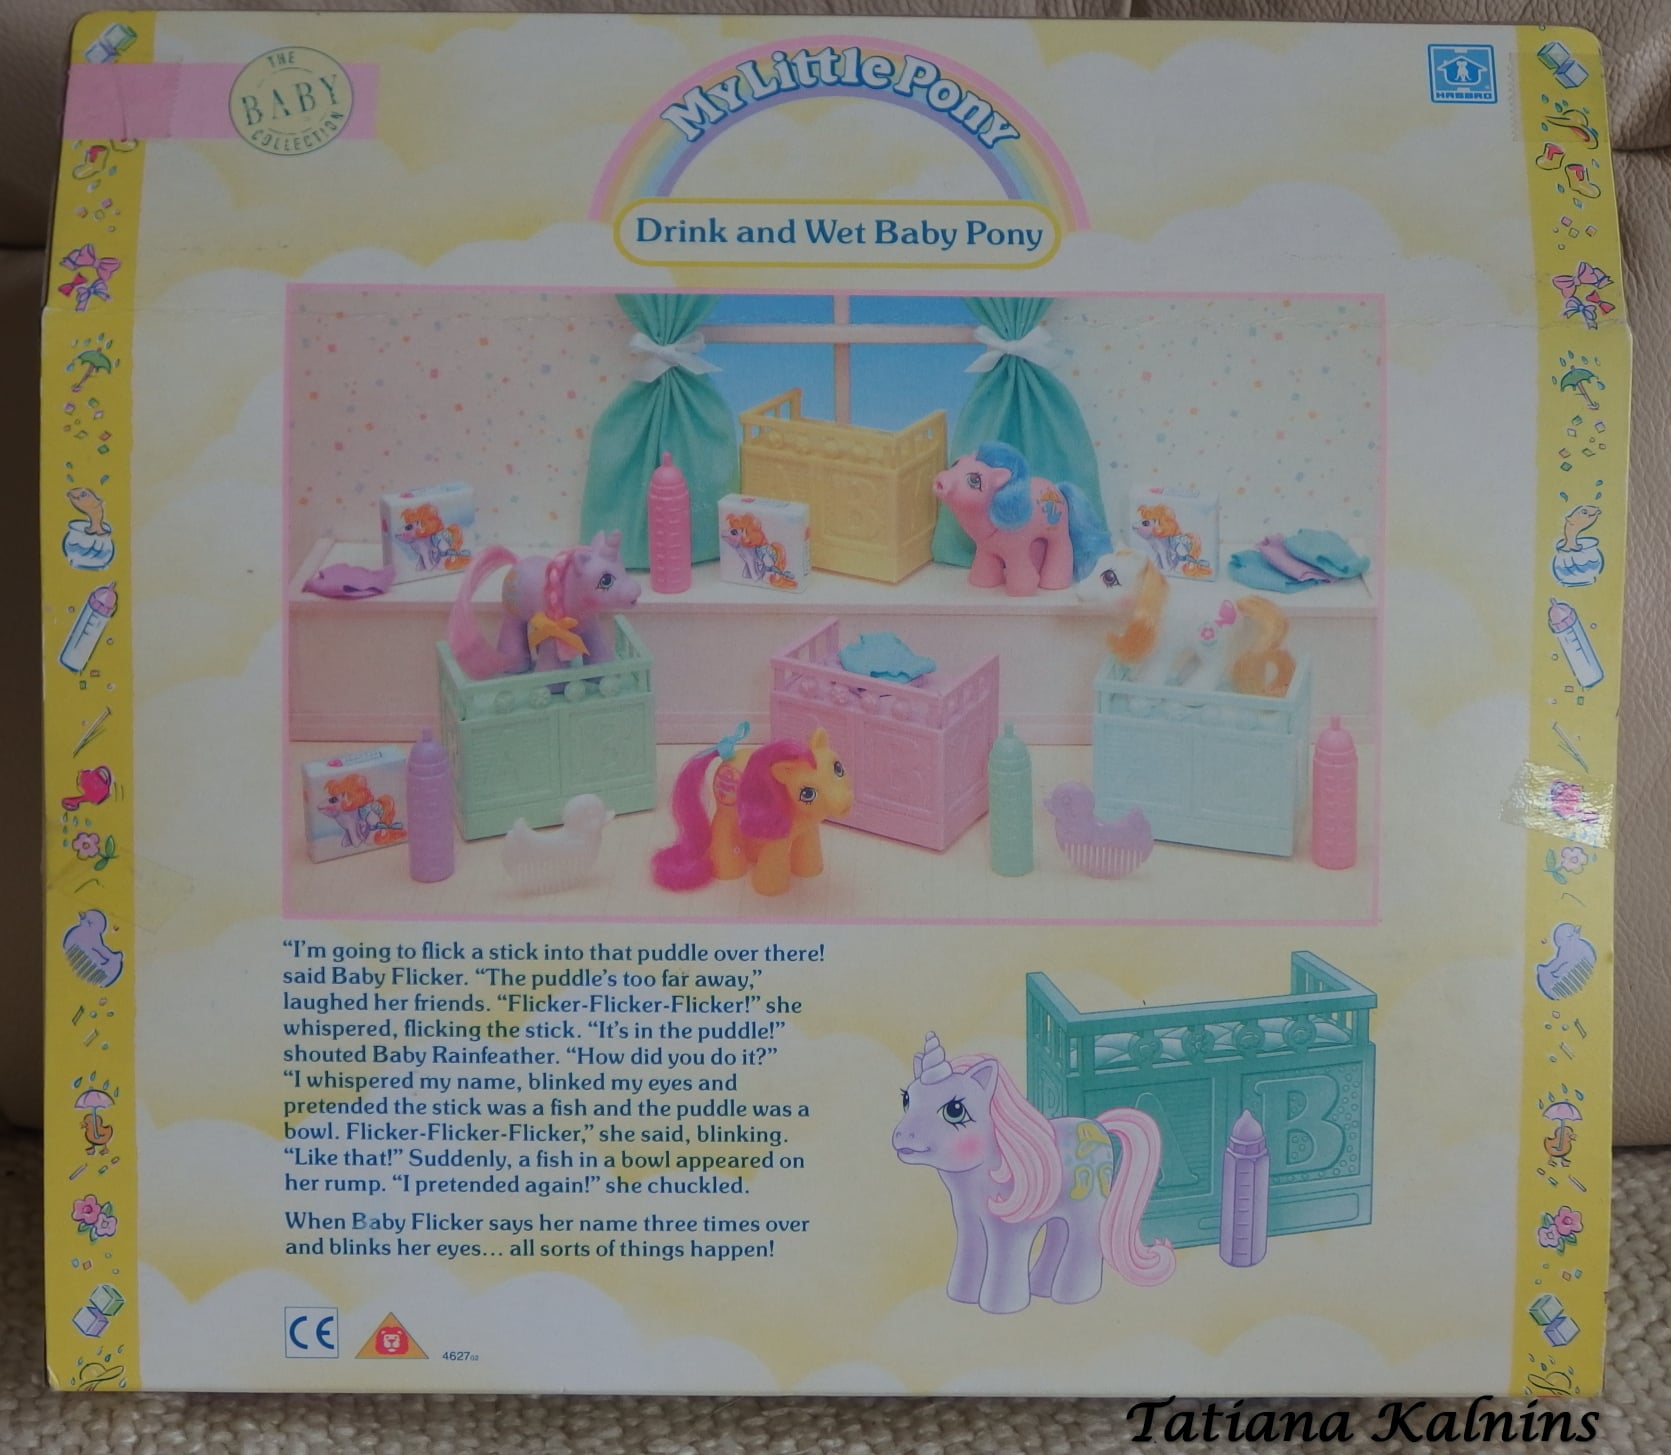 THE
BABY
COLLECTION
My Little Pony
HASBRO
Drink and Wet Baby Pony
"I'm going to flick a stick into that puddle over there!
said Baby Flicker. "The puddle's too far away,"
laughed her friends. "Flicker-Flicker-Flicker!" she
whispered, flicking the stick. "It's in the puddle!"
shouted Baby Rainfeather. "How did you do it?"
"I whispered my name, blinked my eyes and
pretended the stick was a fish and the puddle was a
bowl. Flicker-Flicker-Flicker," she said, blinking.
"Like that!" Suddenly, a fish in a bowl appeared on
her rump. "I pretended again!" she chuckled.
When Baby Flicker says her name three times over
and blinks her eyes... all sorts of things happen!
A B
CE
462702
Tatiana Kalnins